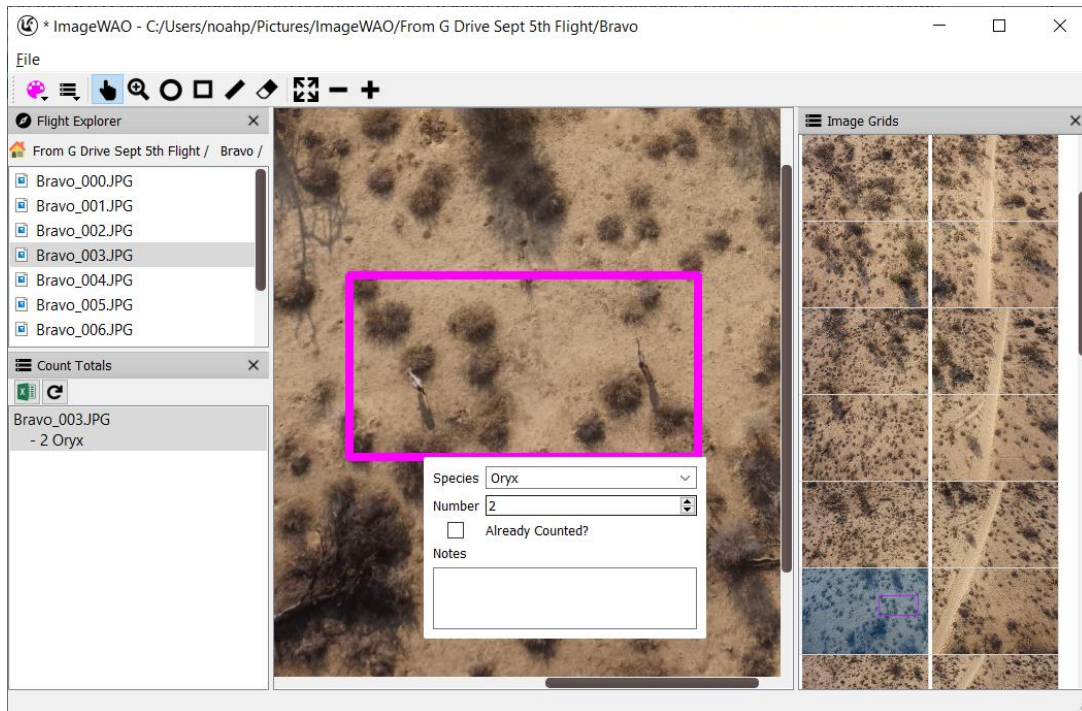 * ImageWAO - C:/Users/noahp/Pictures/ImageWAO/From G Drive Sept 5th Flight/Bravo
File
Flight Explorer
From G Drive Sept 5th Flight / Bravo /
Bravo_000.JPG
Bravo_001.JPG
Bravo_002.JPG
Bravo_003.JPG
Bravo_004.JPG
Bravo_005.JPG
Bravo_006.JPG
Count Totals
Bravo_003.JPG
- 2 Oryx
Species Oryx
Number 2
Already Counted?
Notes
Image Grids